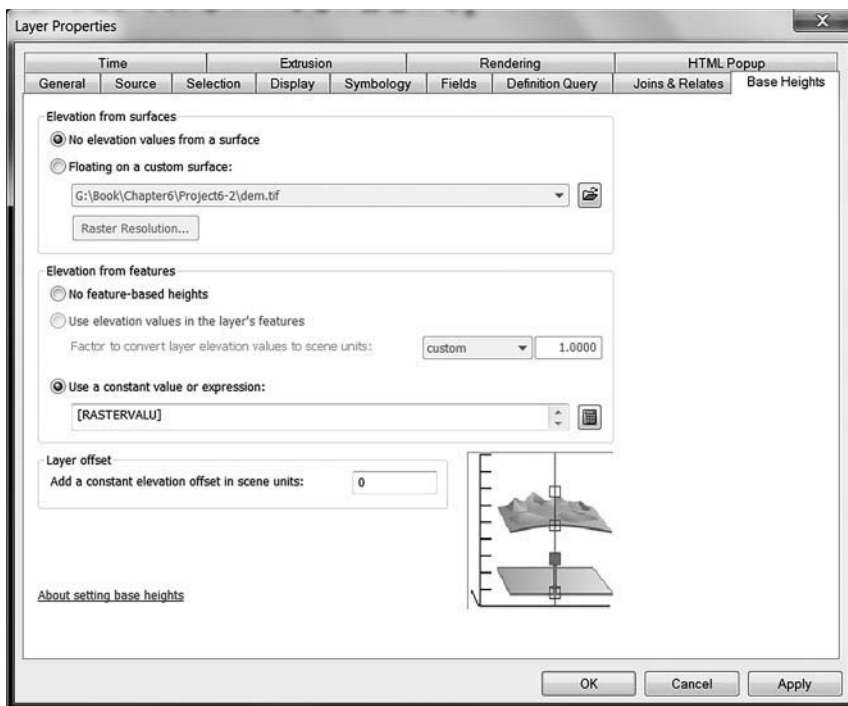 Layer Properties
X
Time Extrusion Rendering HTML Popup
General Source Selection Display Symbology Fields Definition Query Joins & Relates Base Heights
Elevation from surfaces
No elevation values from a surface
Floating on a custom surface:
G:\Book\Chapter6\Project6-2\dem.tif
Raster Resolution...
Elevation from features
No feature-based heights
Use elevation values in the layer's features
Factor to convert layer elevation values to scene units: custom 1.0000
Use a constant value or expression:
[RASTERVALU]
Layer offset
Add a constant elevation offset in scene units: 0
About setting base heights
OK Cancel Apply